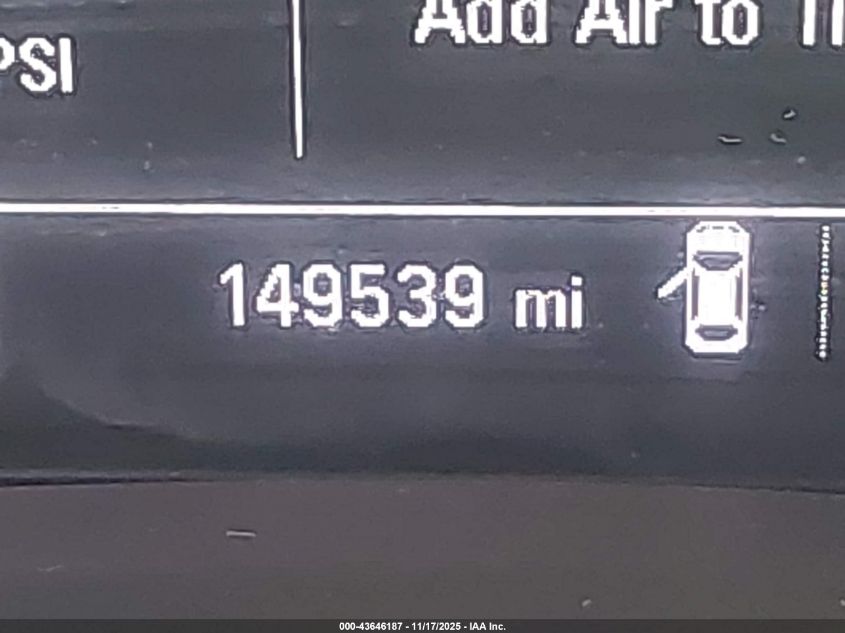 Add Air to
PSI
149539 mi
000-43646187 - 11/17/2025 - IAA Inc.